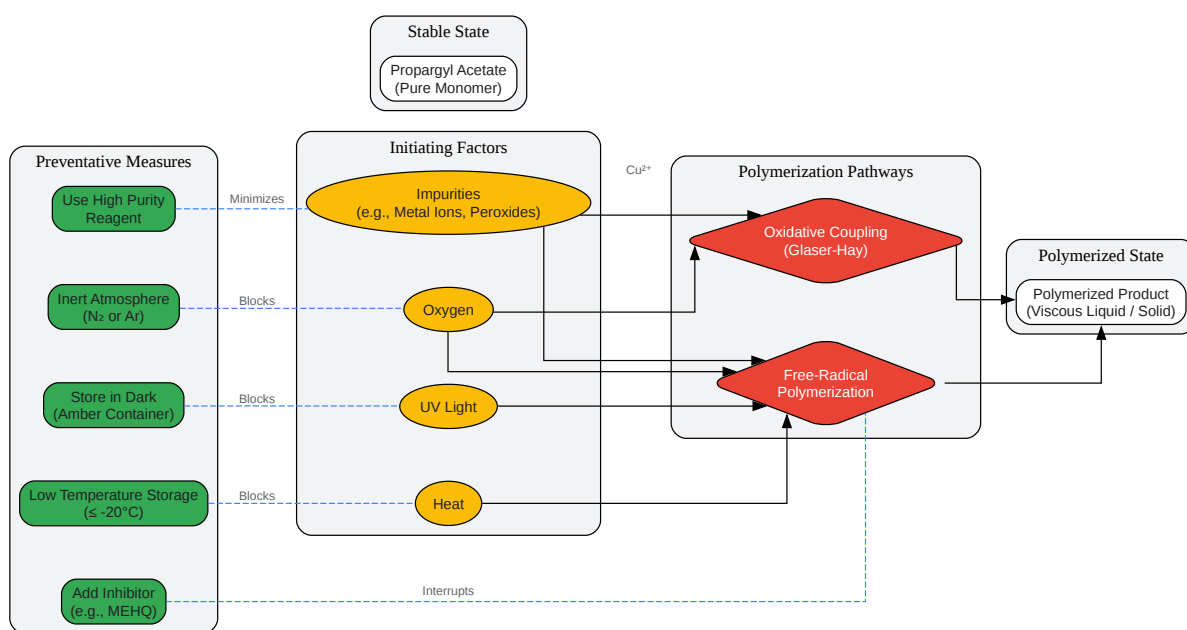 Stable State
Propargyl Acetate
(Pure Monomer)
Preventative Measures
Use High Purity
Reagent
Inert Atmosphere
(N₂ or Ar)
Store in Dark
(Amber Container)
Low Temperature Storage
(≤ -20°C)
Add Inhibitor
(e.g., MEHQ)
Minimizes
Blocks
Blocks
Blocks
Interrupts
Initiating Factors
Impurities
(e.g., Metal Ions, Peroxides)
Oxygen
UV Light
Heat
Cu²⁺
Polymerization Pathways
Oxidative Coupling
(Glaser-Hay)
Free-Radical
Polymerization
Polymerized State
Polymerized Product
(Viscous Liquid / Solid)